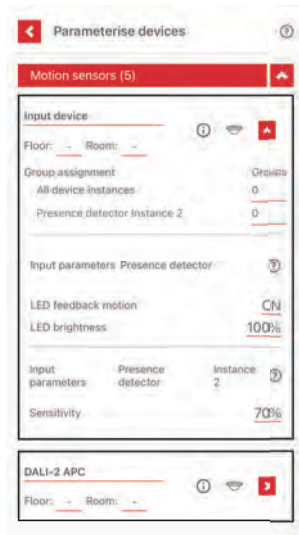 Parameterise devices
Motion sensors (5)
Input device
Floor: - Room: -
Group assignment Groups
All device instances 0
Presence detector Instance 2 0
Input parameters Presence detector
LED feedback motion CN
LED brightness 100%
Input parameters Presence detector Instance 2
Sensitivity 70%
DALI-2 APC
Floor: - Room: -